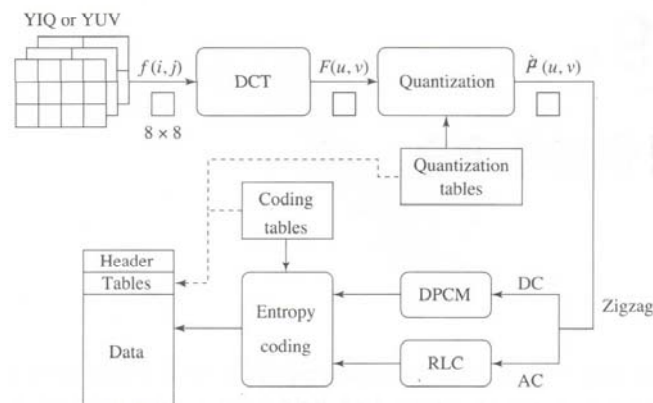 YIQ or YUV
f(i, j)
8 × 8
DCT
F(u, v)
Quantization
(u, v)
Quantization
tables
Coding
tables
Header
Tables
Data
Entropy
coding
DPCM
DC
Zigzag
RLC
AC